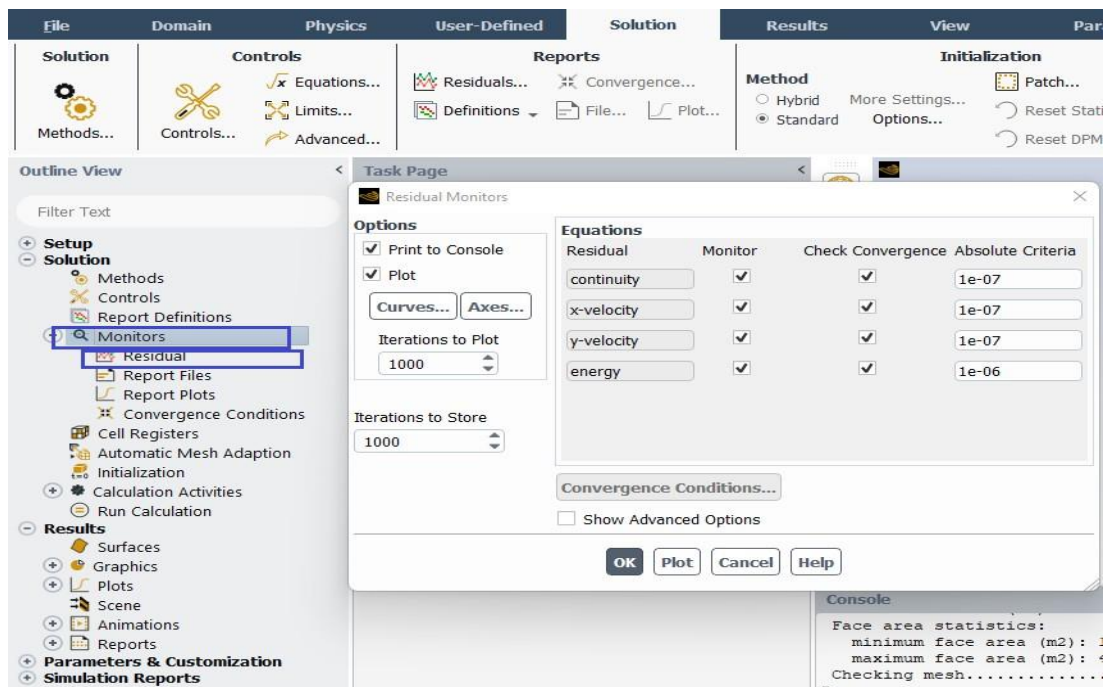 File Domain Physics User-Defined Solution Results View Par
Solution Controls Reports Initialization
Methods...
Controls...
Equations...
Limits...
Advanced...
Residuals... Convergence...
Definitions File... Plot...
Method
Hybrid
Standard
More Settings...
Options...
Patch...
Reset Stati
Reset DPM
Outline View <
Filter Text
Setup
Solution
Methods
Controls
Report Definitions
Monitors
Residual
Report Files
Report Plots
Convergence Conditions
Cell Registers
Automatic Mesh Adaption
Initialization
Calculation Activities
Run Calculation
Results
Surfaces
Graphics
Plots
Scene
Animations
Reports
Parameters & Customization
Simulation Reports
Task Page <
Residual Monitors
Options
Print to Console
Plot
Curves... Axes...
Iterations to Plot
1000
Iterations to Store
1000
Equations
Residual Monitor Check Convergence Absolute Criteria
continuity 1e-07
x-velocity 1e-07
y-velocity 1e-07
energy 1e-06
Convergence Conditions...
Show Advanced Options
OK Plot Cancel Help
Console
Face area statistics:
minimum face area (m2):
maximum face area (m2):
Checking mesh..............